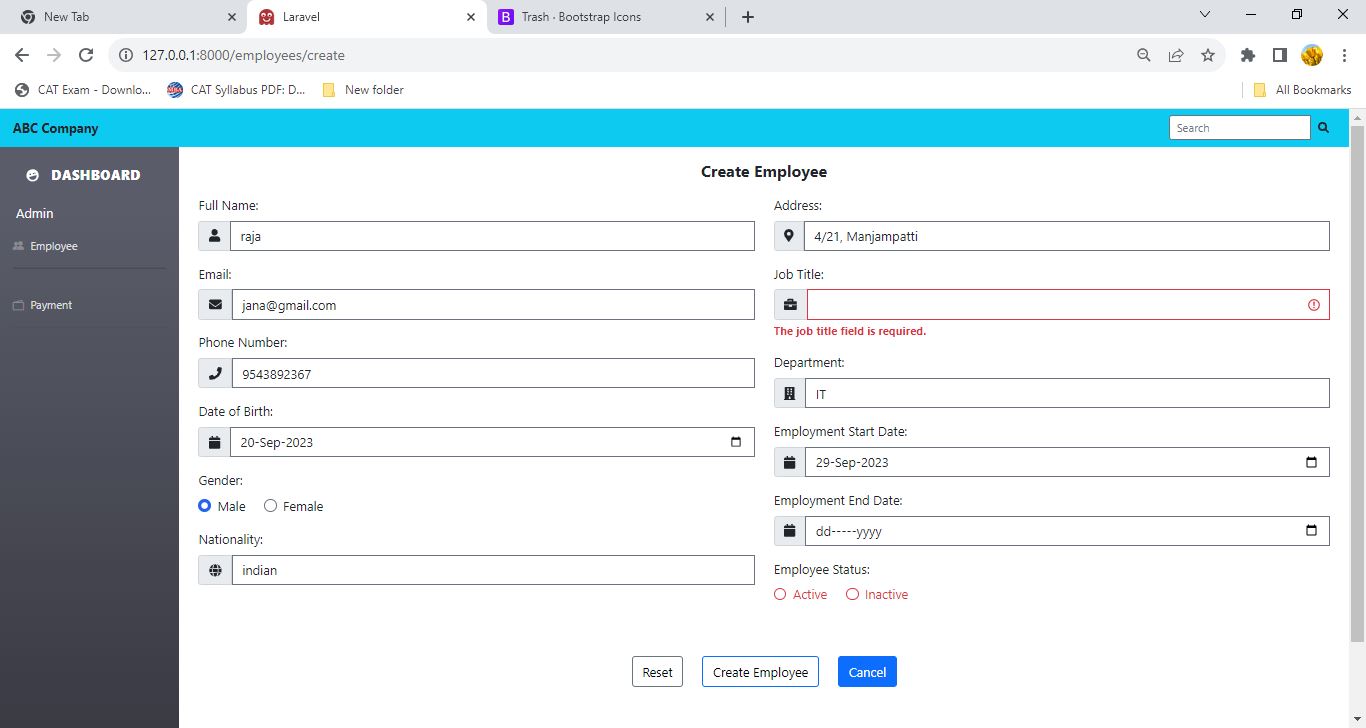 New Tab
Laravel
Trash · Bootstrap Icons
127.0.0.1:8000/employees/create
CAT Exam - Downlo...
CAT Syllabus PDF: D...
New folder
All Bookmarks
ABC Company
Search
DASHBOARD
Admin
Employee
Payment
Create Employee
Full Name:
raja
Email:
jana@gmail.com
Phone Number:
9543892367
Date of Birth:
20-Sep-2023
Gender:
Male Female
Nationality:
indian
Address:
4/21, Manjampatti
Job Title:
The job title field is required.
Department:
IT
Employment Start Date:
29-Sep-2023
Employment End Date:
dd-----yyyy
Employee Status:
Active Inactive
Reset Create Employee Cancel